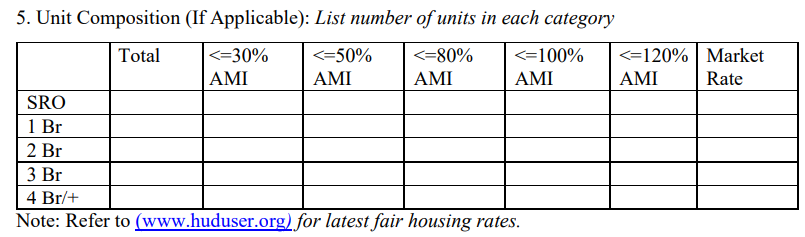 5. Unit Composition (If Applicable): List number of units in each category
Total <=30% AMI <=50% AMI <=80% AMI <=100% AMI <=120% AMI Market Rate
SRO
1 Br
2 Br
3 Br
4 Br/+
Note: Refer to (www.huduser.org) for latest fair housing rates.